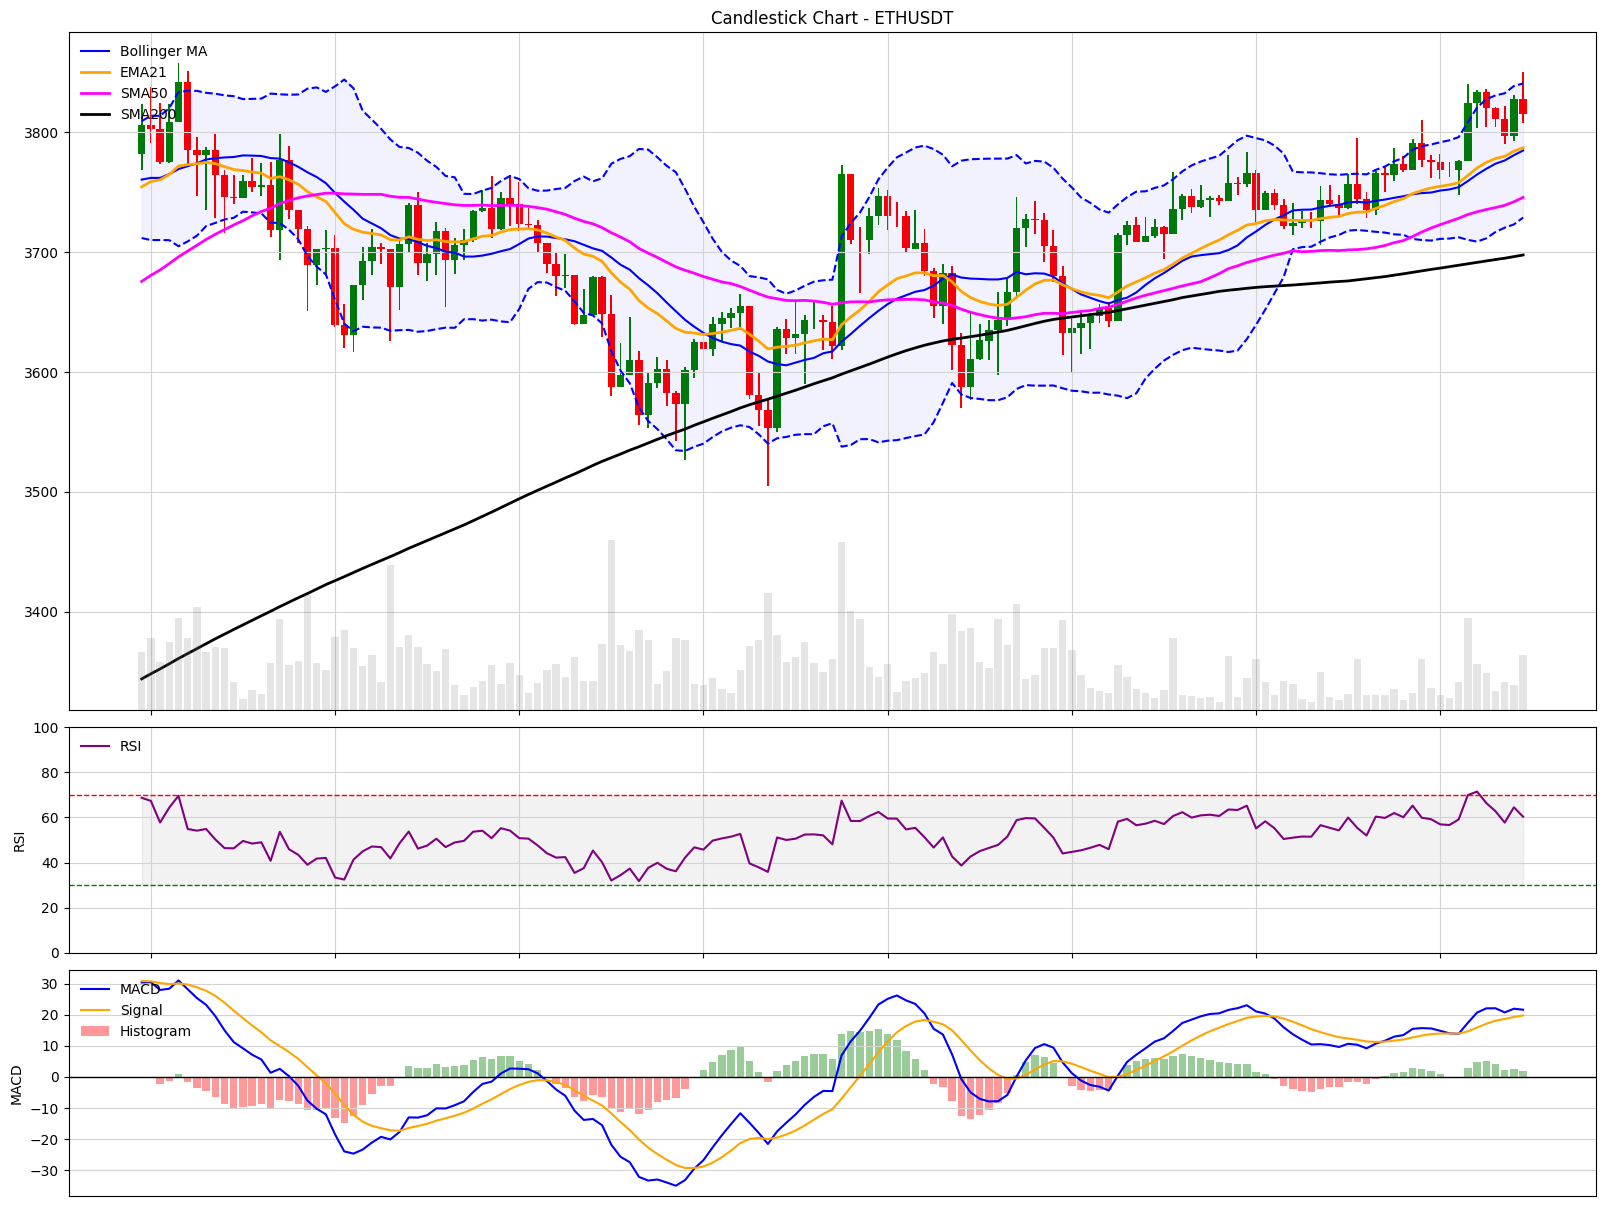 Candlestick Chart - ETHUSDT
Bollinger MA
EMA21
SMA50
SMA200
3800
3700
3600
3500
3400
RSI
100
80
60
40
20
0
RSI
MACD
Signal
Histogram
30
20
10
0
−10
−20
−30
MACD